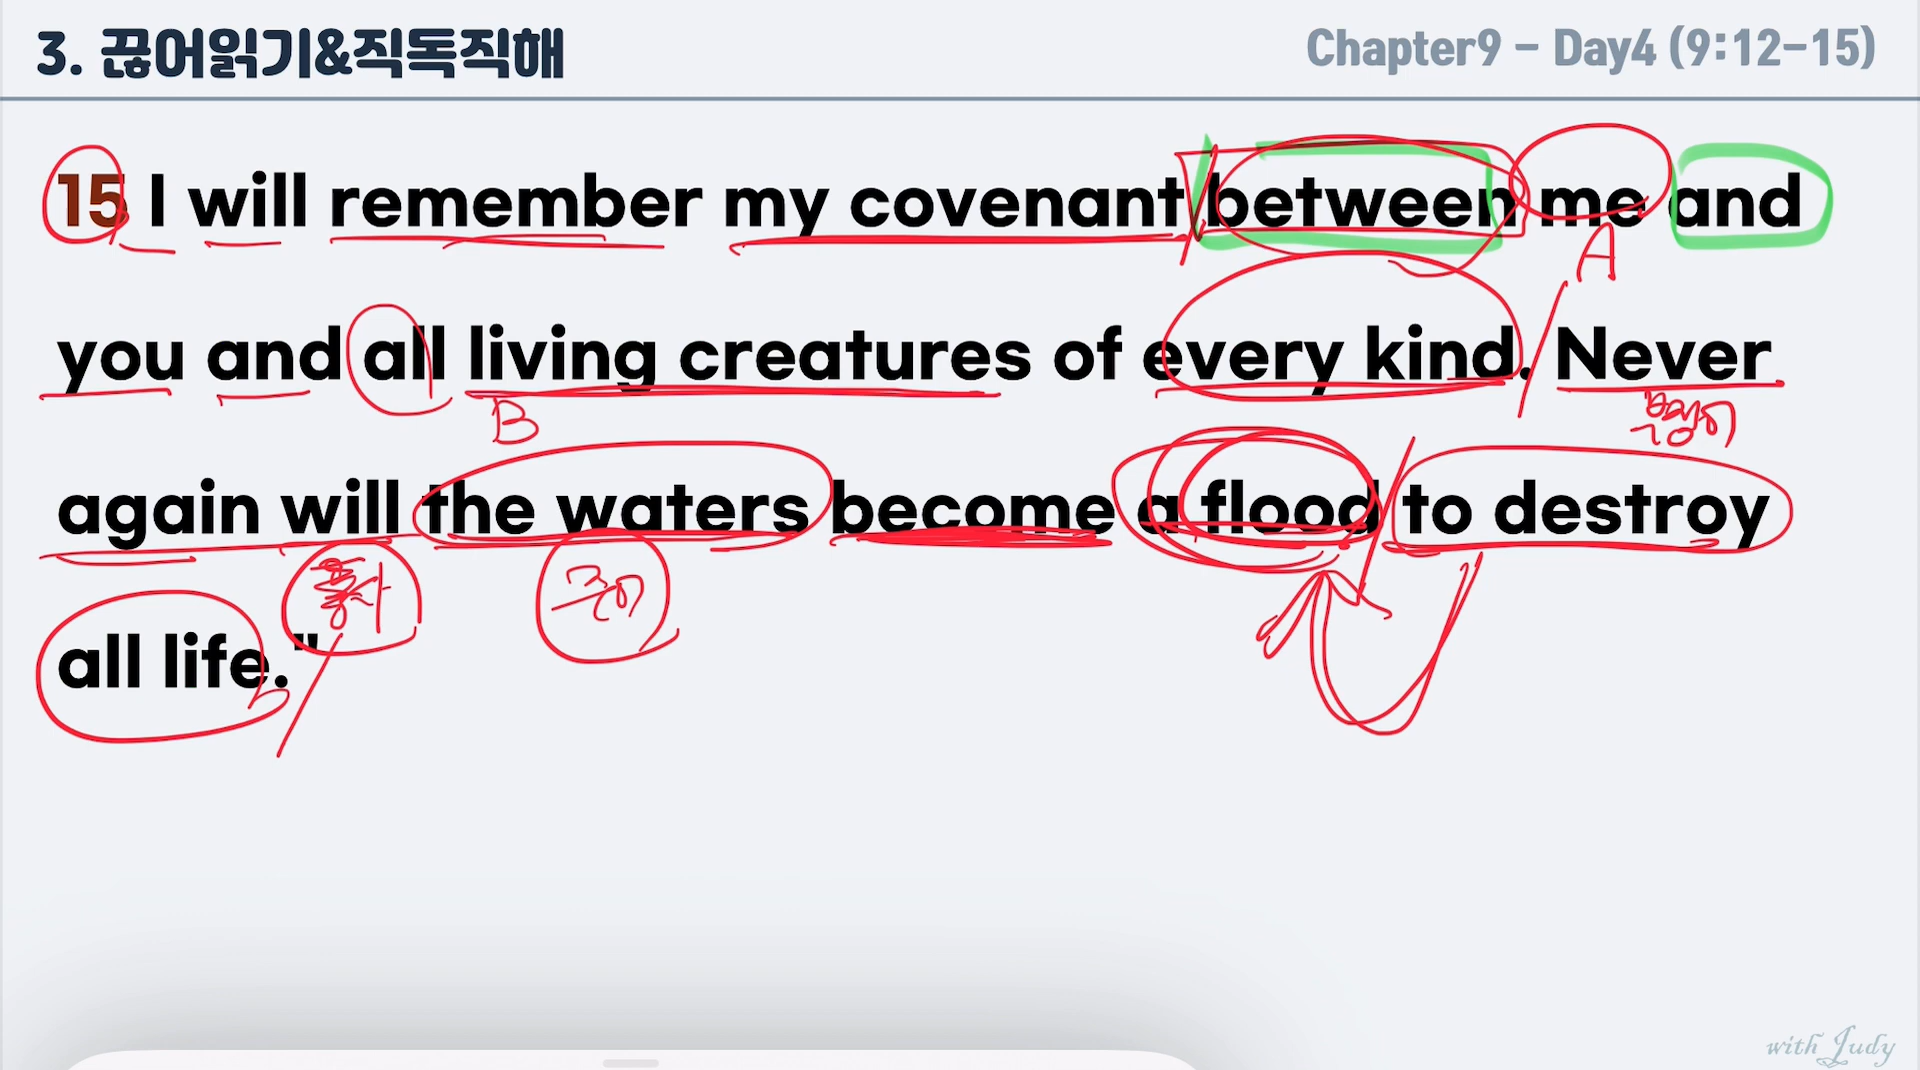 3. 끊어읽기&직독직해
Chapter9 - Day4 (9:12-15)
15 I will remember my covenant between me and
A
you and all living creatures of every kind. Never
B
again will the waters become a flood to destroy
all life."
with Judy